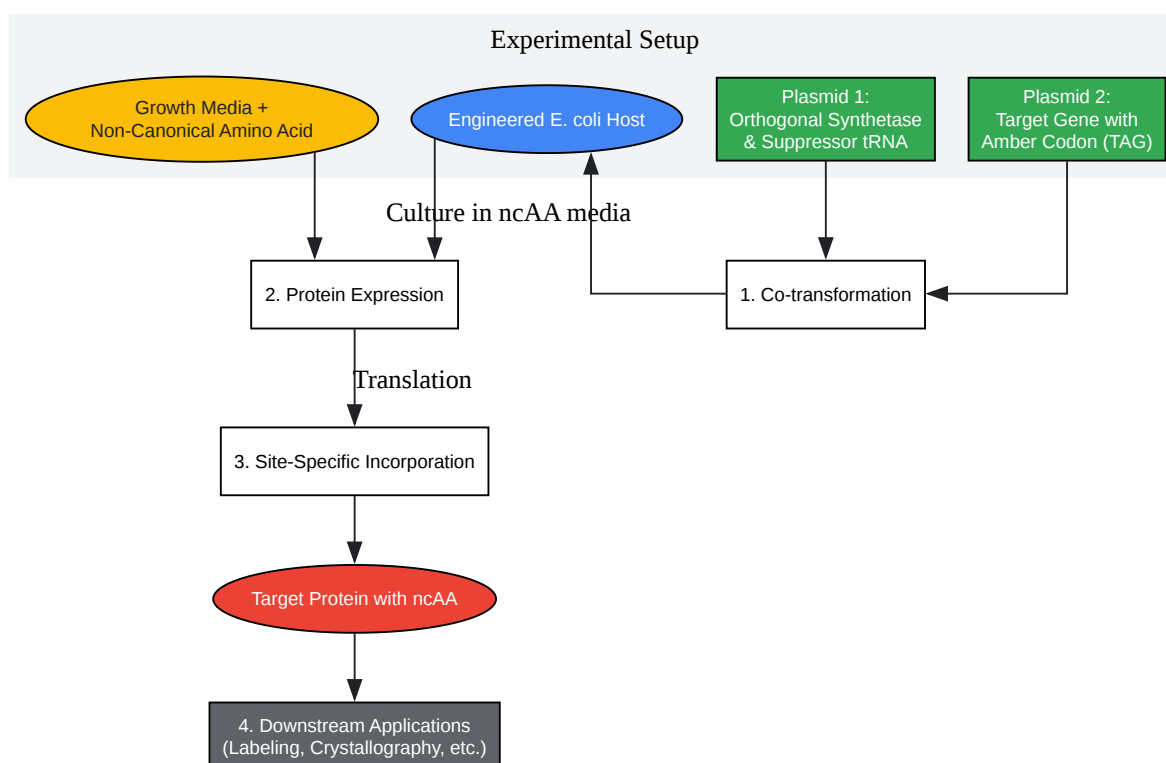 Experimental Setup
Growth Media +
Non-Canonical Amino Acid
Engineered E. coli Host
Plasmid 1:
Orthogonal Synthetase
& Suppressor tRNA
Plasmid 2:
Target Gene with
Amber Codon (TAG)
Culture in ncAA media
2. Protein Expression
1. Co-transformation
Translation
3. Site-Specific Incorporation
Target Protein with ncAA
4. Downstream Applications
(Labeling, Crystallography, etc.)